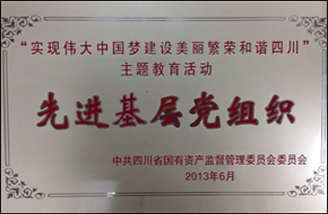 “实现伟大中国梦建设美丽繁荣和谐四川”
主题教育活动
先进基层党组织
中共四川省国有资产监督管理委员会委员会
2013年6月